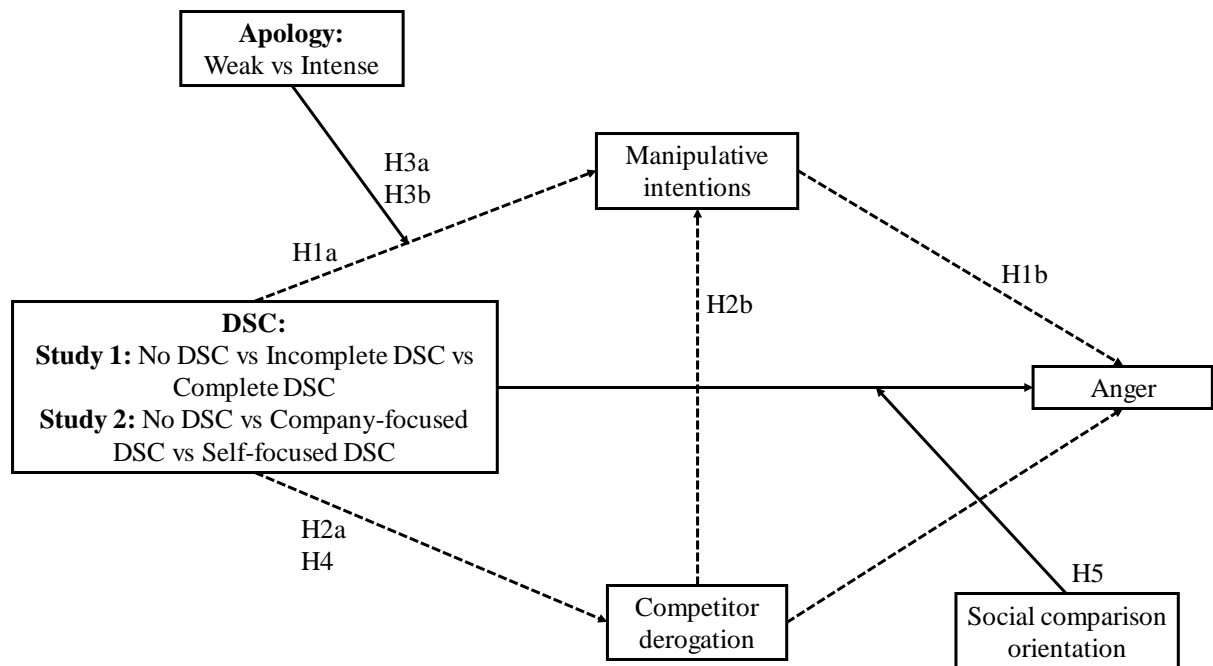 Apology:
Weak vs Intense
H3a
H3b
Manipulative
intentions
H1a
H1b
H2b
DSC:
Study 1: No DSC vs Incomplete DSC vs
Complete DSC
Study 2: No DSC vs Company-focused
DSC vs Self-focused DSC
Anger
H2a
H4
H5
Competitor
derogation
Social comparison
orientation